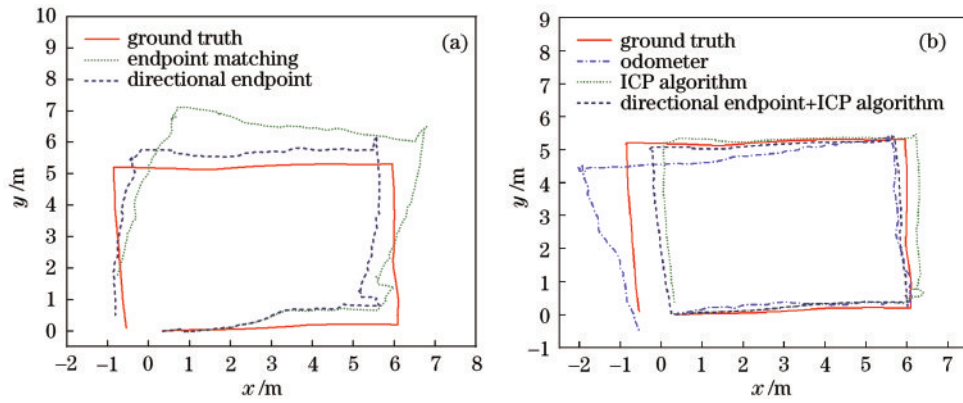 10
9
8
7
6
5
4
3
2
1
0
ground truth
endpoint matching
directional endpoint
(a)
−2 −1 0 1 2 3 4 5 6 7 8
x /m
y /m
9
8
7
6
5
4
3
2
1
0
−1
ground truth
odometer
ICP algorithm
directional endpoint+ICP algorithm
(b)
−2 −1 0 1 2 3 4 5 6 7
x /m
y /m